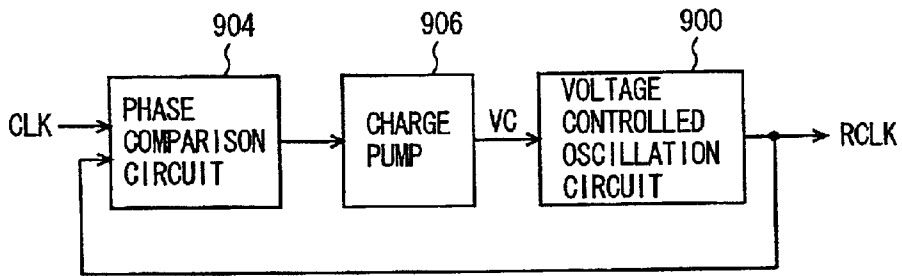 904
906
900
CLK
PHASE
COMPARISON
CIRCUIT
CHARGE
PUMP
VC
VOLTAGE
CONTROLLED
OSCILLATION
CIRCUIT
RCLK